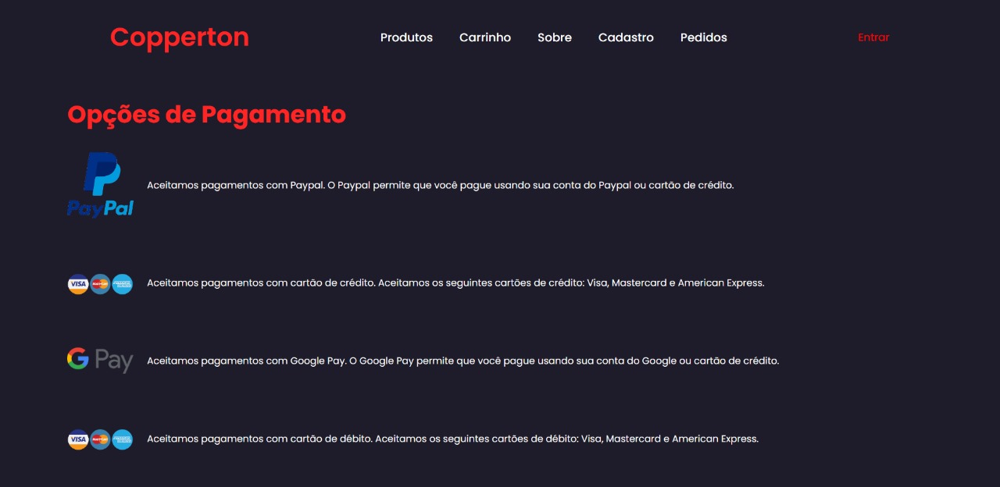 Copperton
Produtos Carrinho Sobre Cadastro Pedidos
Entrar
Opções de Pagamento
PayPal
Aceitamos pagamentos com Paypal. O Paypal permite que você pague usando sua conta do Paypal ou cartão de crédito.
VISA
Aceitamos pagamentos com cartão de crédito. Aceitamos os seguintes cartões de crédito: Visa, Mastercard e American Express.
G Pay
Aceitamos pagamentos com Google Pay. O Google Pay permite que você pague usando sua conta do Google ou cartão de crédito.
VISA
Aceitamos pagamentos com cartão de débito. Aceitamos os seguintes cartões de débito: Visa, Mastercard e American Express.